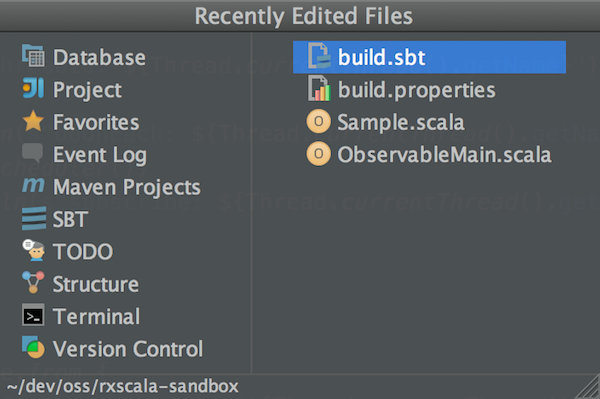 Recently Edited Files
Database
Project
Favorites
Event Log
Maven Projects
SBT
TODO
Structure
Terminal
Version Control
build.sbt
build.properties
Sample.scala
ObservableMain.scala
~/dev/oss/rxscala-sandbox